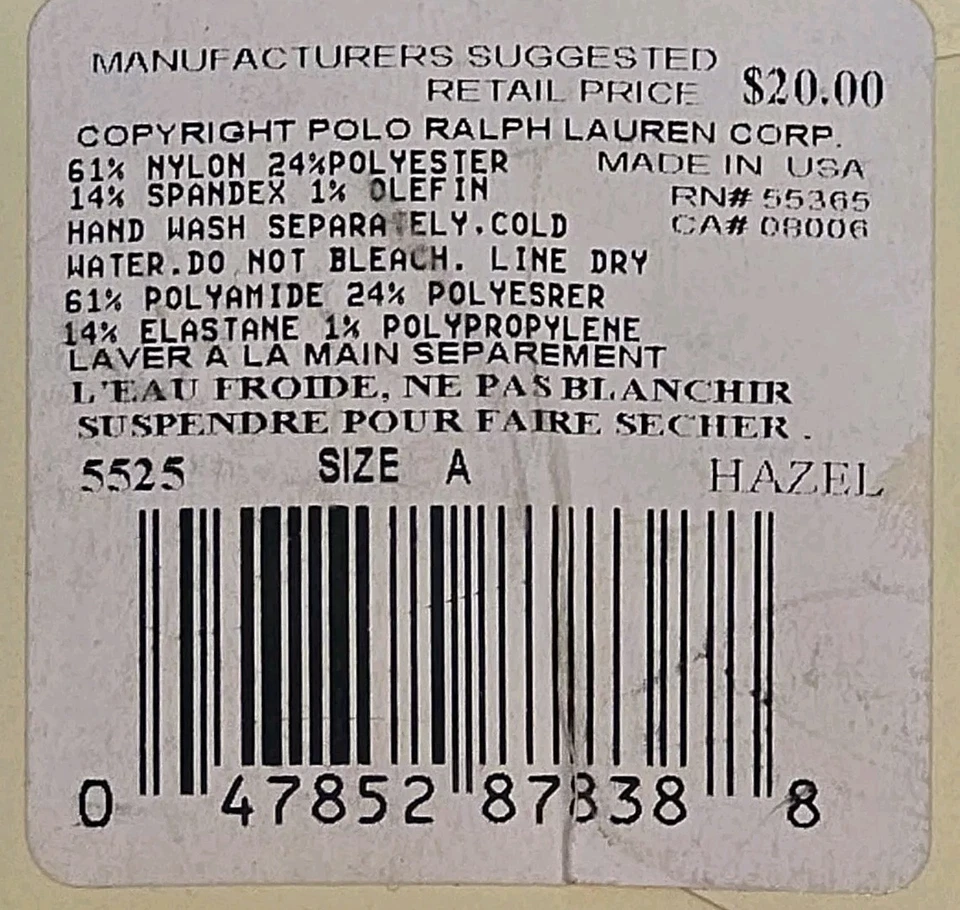 MANUFACTURERS SUGGESTED
RETAIL PRICE $20.00
COPYRIGHT POLO RALPH LAUREN CORP.
61% NYLON 24%POLYESTER MADE IN USA
14% SPANDEX 1% OLEFIN RN# 55365
HAND WASH SEPARATELY.COLD CA# 08006
WATER.DO NOT BLEACH. LINE DRY
61% POLYAMIDE 24% POLYESRER
14% ELASTANE 1% POLYPROPYLENE
LAVER A LA MAIN SEPAREMENT
L'EAU FROIDE, NE PAS BLANCHIR
SUSPENDRE POUR FAIRE SECHER .
5525 SIZE A HAZEL
0 47852 87838 8